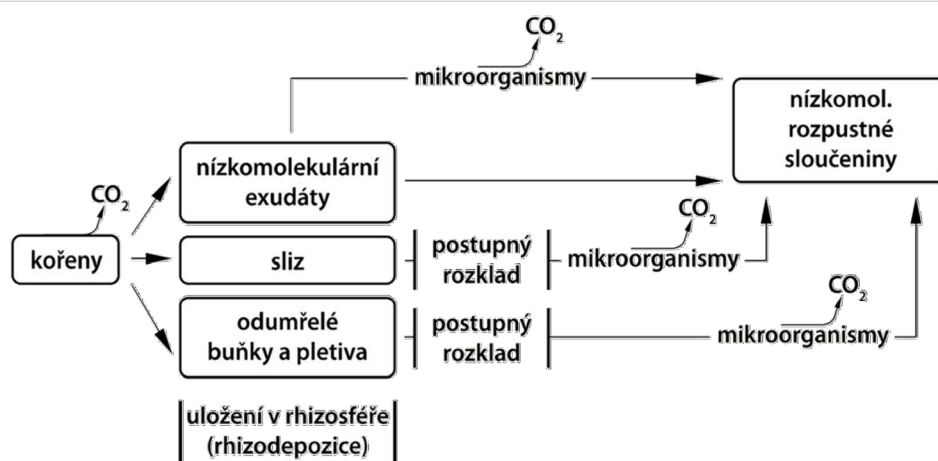 CO2
mikroorganismy
nízkomol.
rozpustné
sloučeniny
nízkomolekulární
exudáty
CO2
kořeny
sliz
postupný
rozklad
CO2
mikroorganismy
odumřelé
buňky a pletiva
postupný
rozklad
CO2
mikroorganismy
uložení v rhizosféře
(rhizodepozice)